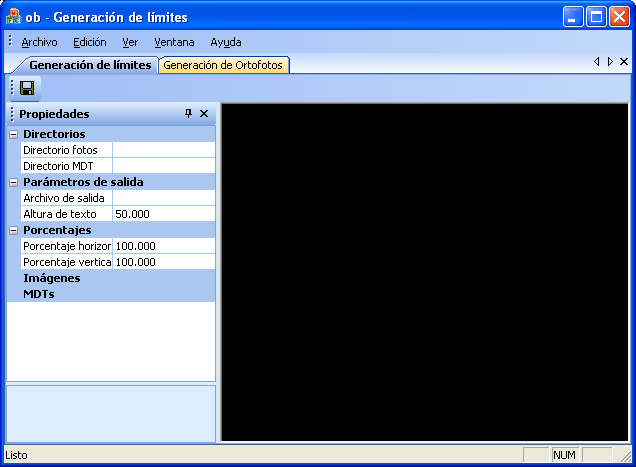 ob - Generación de límites
Archivo Edición Ver Ventana Ayuda
Generación de límites Generación de Ortofotos
Propiedades
Directorios
Directorio fotos
Directorio MDT
Parámetros de salida
Archivo de salida
Altura de texto 50.000
Porcentajes
Porcentaje horizor 100.000
Porcentaje vertica 100.000
Imágenes
MDTs
Listo NUM